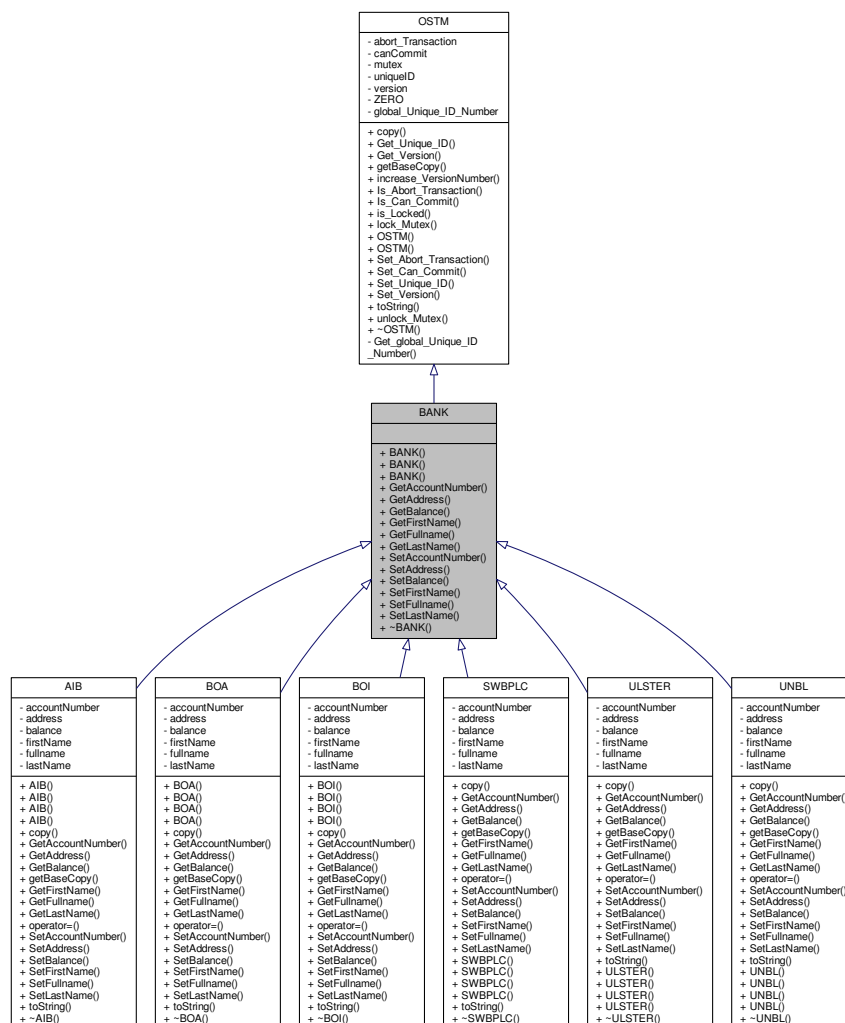 OSTM
- abort_Transaction
- canCommit
- mutex
- uniqueID
- version
- ZERO
- global_Unique_ID_Number
+ copy()
+ Get_Unique_ID()
+ Get_Version()
+ getBaseCopy()
+ increase_VersionNumber()
+ Is_Abort_Transaction()
+ Is_Can_Commit()
+ is_Locked()
+ lock_Mutex()
+ OSTM()
+ OSTM()
+ Set_Abort_Transaction()
+ Set_Can_Commit()
+ Set_Unique_ID()
+ Set_Version()
+ toString()
+ unlock_Mutex()
+ ~OSTM()
- Get_global_Unique_ID
_Number()
BANK
+ BANK()
+ BANK()
+ BANK()
+ GetAccountNumber()
+ GetAddress()
+ GetBalance()
+ GetFirstName()
+ GetFullname()
+ GetLastName()
+ SetAccountNumber()
+ SetAddress()
+ SetBalance()
+ SetFirstName()
+ SetFullname()
+ SetLastName()
+ ~BANK()
AIB
- accountNumber
- address
- balance
- firstName
- fullname
- lastName
+ AIB()
+ AIB()
+ AIB()
+ AIB()
+ copy()
+ GetAccountNumber()
+ GetAddress()
+ GetBalance()
+ getBaseCopy()
+ GetFirstName()
+ GetFullname()
+ GetLastName()
+ operator=()
+ SetAccountNumber()
+ SetAddress()
+ SetBalance()
+ SetFirstName()
+ SetFullname()
+ SetLastName()
+ toString()
+ ~AIB()
BOA
- accountNumber
- address
- balance
- firstName
- fullname
- lastName
+ BOA()
+ BOA()
+ BOA()
+ BOA()
+ copy()
+ GetAccountNumber()
+ GetAddress()
+ GetBalance()
+ getBaseCopy()
+ GetFirstName()
+ GetFullname()
+ GetLastName()
+ operator=()
+ SetAccountNumber()
+ SetAddress()
+ SetBalance()
+ SetFirstName()
+ SetFullname()
+ SetLastName()
+ toString()
+ ~BOA()
BOI
- accountNumber
- address
- balance
- firstName
- fullname
- lastName
+ BOI()
+ BOI()
+ BOI()
+ BOI()
+ copy()
+ GetAccountNumber()
+ GetAddress()
+ GetBalance()
+ getBaseCopy()
+ GetFirstName()
+ GetFullname()
+ GetLastName()
+ operator=()
+ SetAccountNumber()
+ SetAddress()
+ SetBalance()
+ SetFirstName()
+ SetFullname()
+ SetLastName()
+ toString()
+ ~BOI()
SWBPLC
- accountNumber
- address
- balance
- firstName
- fullname
- lastName
+ copy()
+ GetAccountNumber()
+ GetAddress()
+ GetBalance()
+ getBaseCopy()
+ GetFirstName()
+ GetFullname()
+ GetLastName()
+ operator=()
+ SetAccountNumber()
+ SetAddress()
+ SetBalance()
+ SetFirstName()
+ SetFullname()
+ SetLastName()
+ SWBPLC()
+ SWBPLC()
+ SWBPLC()
+ SWBPLC()
+ toString()
+ ~SWBPLC()
ULSTER
- accountNumber
- address
- balance
- firstName
- fullname
- lastName
+ copy()
+ GetAccountNumber()
+ GetAddress()
+ GetBalance()
+ getBaseCopy()
+ GetFirstName()
+ GetFullname()
+ GetLastName()
+ operator=()
+ SetAccountNumber()
+ SetAddress()
+ SetBalance()
+ SetFirstName()
+ SetFullname()
+ SetLastName()
+ toString()
+ ULSTER()
+ ULSTER()
+ ULSTER()
+ ULSTER()
+ ~ULSTER()
UNBL
- accountNumber
- address
- balance
- firstName
- fullname
- lastName
+ copy()
+ GetAccountNumber()
+ GetAddress()
+ GetBalance()
+ getBaseCopy()
+ GetFirstName()
+ GetFullname()
+ GetLastName()
+ operator=()
+ SetAccountNumber()
+ SetAddress()
+ SetBalance()
+ SetFirstName()
+ SetFullname()
+ SetLastName()
+ toString()
+ UNBL()
+ UNBL()
+ UNBL()
+ UNBL()
+ ~UNBL()